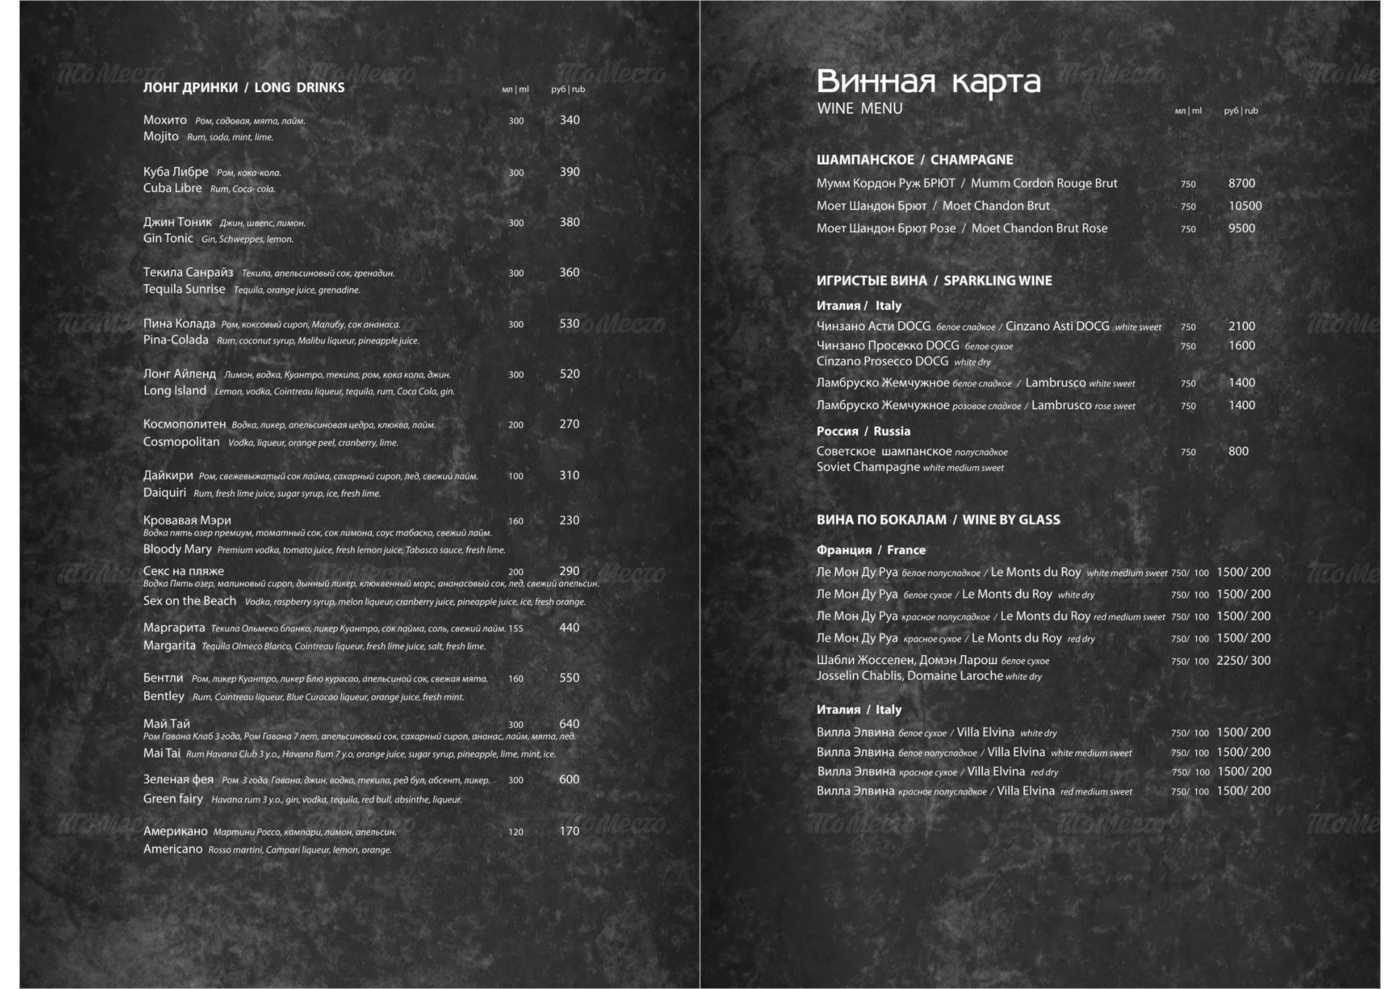 ЛОНГ ДРИНКИ / LONG DRINKS мл | ml руб | rub
Мохито Ром, содовая, мята, лайм. 300 340
Mojito Rum, soda, mint, lime.
Куба Либре Ром, кока-кола. 300 390
Cuba Libre Rum, Coca- cola.
Джин Тоник Джин, швепс, лимон. 300 380
Gin Tonic Gin, Schweppes, lemon.
Текила Санрайз Текила, апельсиновый сок, гренадин. 300 360
Tequila Sunrise Tequila, orange juice, grenadine.
Пина Колада Ром, коксовый сироп, Малибу, сок ананаса. 300 530
Pina-Colada Rum, coconut syrup, Malibu liqueur, pineapple juice.
Лонг Айленд Лимон, водка, Куантро, текила, ром, кока кола, джин. 300 520
Long Island Lemon, vodka, Cointreau liqueur, tequila, rum, Coca Cola, gin.
Космополитен Водка, ликер, апельсиновая цедра, клюква, лайм. 200 270
Cosmopolitan Vodka, liqueur, orange peel, cranberry, lime.
Дайкири Ром, свежевыжатый сок лайма, сахарный сироп, лед, свежий лайм. 100 310
Daiquiri Rum, fresh lime juice, sugar syrup, ice, fresh lime.
Кровавая Мэри 160 230
Водка пять озер премиум, томатный сок, сок лимона, соус табаско, свежий лайм.
Bloody Mary Premium vodka, tomato juice, fresh lemon juice, Tabasco sauce, fresh lime.
Секс на пляже 200 290
Водка Пять озер, малиновый сироп, дынный ликер, клюквенный морс, ананасовый сок, лед, свежий апельсин.
Sex on the Beach Vodka, raspberry syrup, melon liqueur, cranberry juice, pineapple juice, ice, fresh orange.
Маргарита Текила Ольмеко бланко, ликер Куантро, сок лайма, соль, свежий лайм. 155 440
Margarita Tequila Olmeco Blanco, Cointreau liqueur, fresh lime juice, salt, fresh lime.
Бентли Ром, ликер Куантро, ликер Блю курасао, апельсиной сок, свежая мята. 160 550
Bentley Rum, Cointreau liqueur, Blue Curacao liqueur, orange juice, fresh mint.
Май Тай 300 640
Ром Гавана Клаб 3 года, Ром Гавана 7 лет, апельсиновый сок, сахарный сироп, ананас, лайм, мята, лед.
Mai Tai Rum Havana Club 3 y.o., Havana Rum 7 y.o, orange juice, sugar syrup, pineapple, lime, mint, ice.
Зеленая фея Ром 3 года Гавана, джин, водка, текила, ред бул, абсент, ликер. 300 600
Green fairy Havana rum 3 y.o., gin, vodka, tequila, red bull, absinthe, liqueur.
Американо Мартини Россо, кампари, лимон, апельсин. 120 170
Americano Rosso martini, Campari liqueur, lemon, orange.
Винная карта
WINE MENU мл | ml руб | rub
ШАМПАНСКОЕ / CHAMPAGNE
Мумм Кордон Руж БРЮТ / Mumm Cordon Rouge Brut 750 8700
Моет Шандон Брют / Moet Chandon Brut 750 10500
Моет Шандон Брют Розе / Moet Chandon Brut Rose 750 9500
ИГРИСТЫЕ ВИНА / SPARKLING WINE
Италия / Italy
Чинзано Асти DOCG белое сладкое / Cinzano Asti DOCG white sweet 750 2100
Чинзано Просекко DOCG белое сухое 750 1600
Cinzano Prosecco DOCG white dry
Ламбруско Жемчужное белое сладкое / Lambrusco white sweet 750 1400
Ламбруско Жемчужное розовое сладкое / Lambrusco rose sweet 750 1400
Россия / Russia
Советское шампанское полусладкое 750 800
Soviet Champagne white medium sweet
ВИНА ПО БОКАЛАМ / WINE BY GLASS
Франция / France
Ле Мон Ду Руа белое полусладкое / Le Monts du Roy white medium sweet 750/ 100 1500/ 200
Ле Мон Ду Руа белое сухое / Le Monts du Roy white dry 750/ 100 1500/ 200
Ле Мон Ду Руа красное полусладкое / Le Monts du Roy red medium sweet 750/ 100 1500/ 200
Ле Мон Ду Руа красное сухое / Le Monts du Roy red dry 750/ 100 1500/ 200
Шабли Жосселен, Домэн Ларош белое сухое 750/ 100 2250/ 300
Josselin Chablis, Domaine Laroche white dry
Италия / Italy
Вилла Элвина белое сухое / Villa Elvina white dry 750/ 100 1500/ 200
Вилла Элвина белое полусладкое / Villa Elvina white medium sweet 750/ 100 1500/ 200
Вилла Элвина красное сухое / Villa Elvina red dry 750/ 100 1500/ 200
Вилла Элвина красное полусладкое / Villa Elvina red medium sweet 750/ 100 1500/ 200